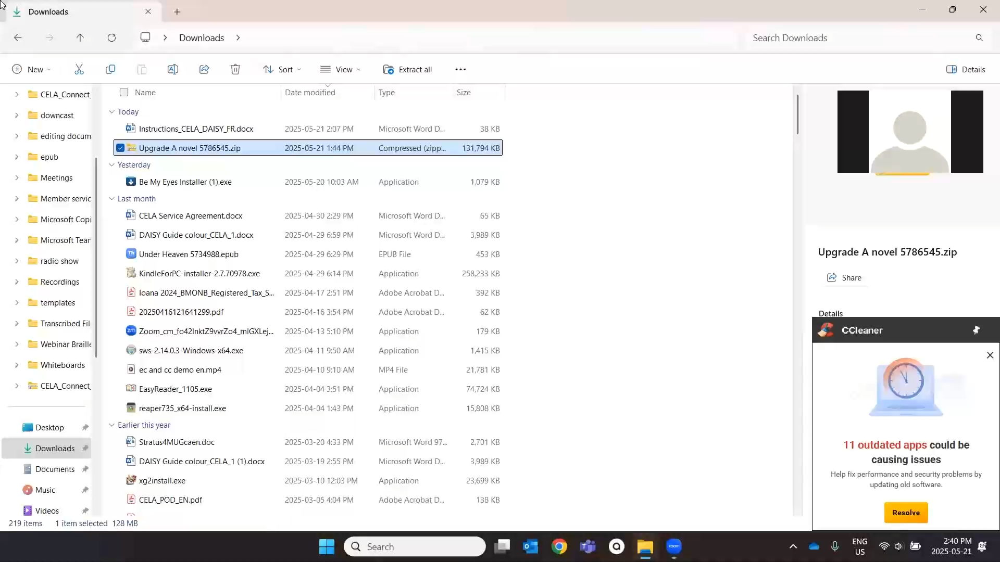 Downloads
Downloads
Search Downloads
New
Sort
View
Extract all
Details
CELA_Connect_
downcast
editing docum
epub
Meetings
Member servic
Microsoft Copi
Microsoft Tear
radio show
Recordings
templates
Transcribed Fil
Webinar Braille
Whiteboards
CELA_Connect_
Desktop
Downloads
Documents
Music
Videos
Name Date modified Type Size
Today
Instructions_CELA_DAISY_FR.docx 2025-05-21 2:07 PM Microsoft Word D... 38 KB
Upgrade A novel 5786545.zip 2025-05-21 1:44 PM Compressed (zipp... 131,794 KB
Yesterday
Be My Eyes Installer (1).exe 2025-05-20 10:03 AM Application 1,079 KB
Last month
CELA Service Agreement.docx 2025-04-30 2:29 PM Microsoft Word D... 65 KB
DAISY Guide colour_CELA_1.docx 2025-04-29 6:59 PM Microsoft Word D... 3,989 KB
Under Heaven 5734988.epub 2025-04-29 6:29 PM EPUB File 453 KB
KindleForPC-installer-2.7.70978.exe 2025-04-29 6:14 PM Application 258,233 KB
Ioana 2024_BMONB_Registered_Tax_S... 2025-04-17 2:51 PM Adobe Acrobat D... 392 KB
20250416121641299.pdf 2025-04-16 3:54 PM Adobe Acrobat D... 62 KB
Zoom_cm_fo42lnktZ9vvrZo4_mlGXLej... 2025-04-13 5:10 PM Application 179 KB
sws-2.14.0.3-Windows-x64.exe 2025-04-11 9:50 AM Application 1,415 KB
ec and cc demo en.mp4 2025-04-10 9:10 AM MP4 File 21,781 KB
EasyReader_1105.exe 2025-04-04 3:51 PM Application 74,724 KB
reaper735_x64-install.exe 2025-04-04 1:43 PM Application 15,808 KB
Earlier this year
Stratus4MUGcaen.doc 2025-03-20 4:33 PM Microsoft Word 97... 2,701 KB
DAISY Guide colour_CELA_1 (1).docx 2025-03-19 2:55 PM Microsoft Word D... 3,989 KB
xg2install.exe 2025-03-10 12:03 PM Application 23,699 KB
CELA_POD_EN.pdf 2025-03-05 4:04 PM Adobe Acrobat D... 138 KB
Upgrade A novel 5786545.zip
Share
Details
CCleaner
11 outdated apps could be
causing issues
Help fix performance and security problems by
updating old software.
Resolve
219 items 1 item selected 128 MB
Search
zoom
ENG
US
2:40 PM
2025-05-21